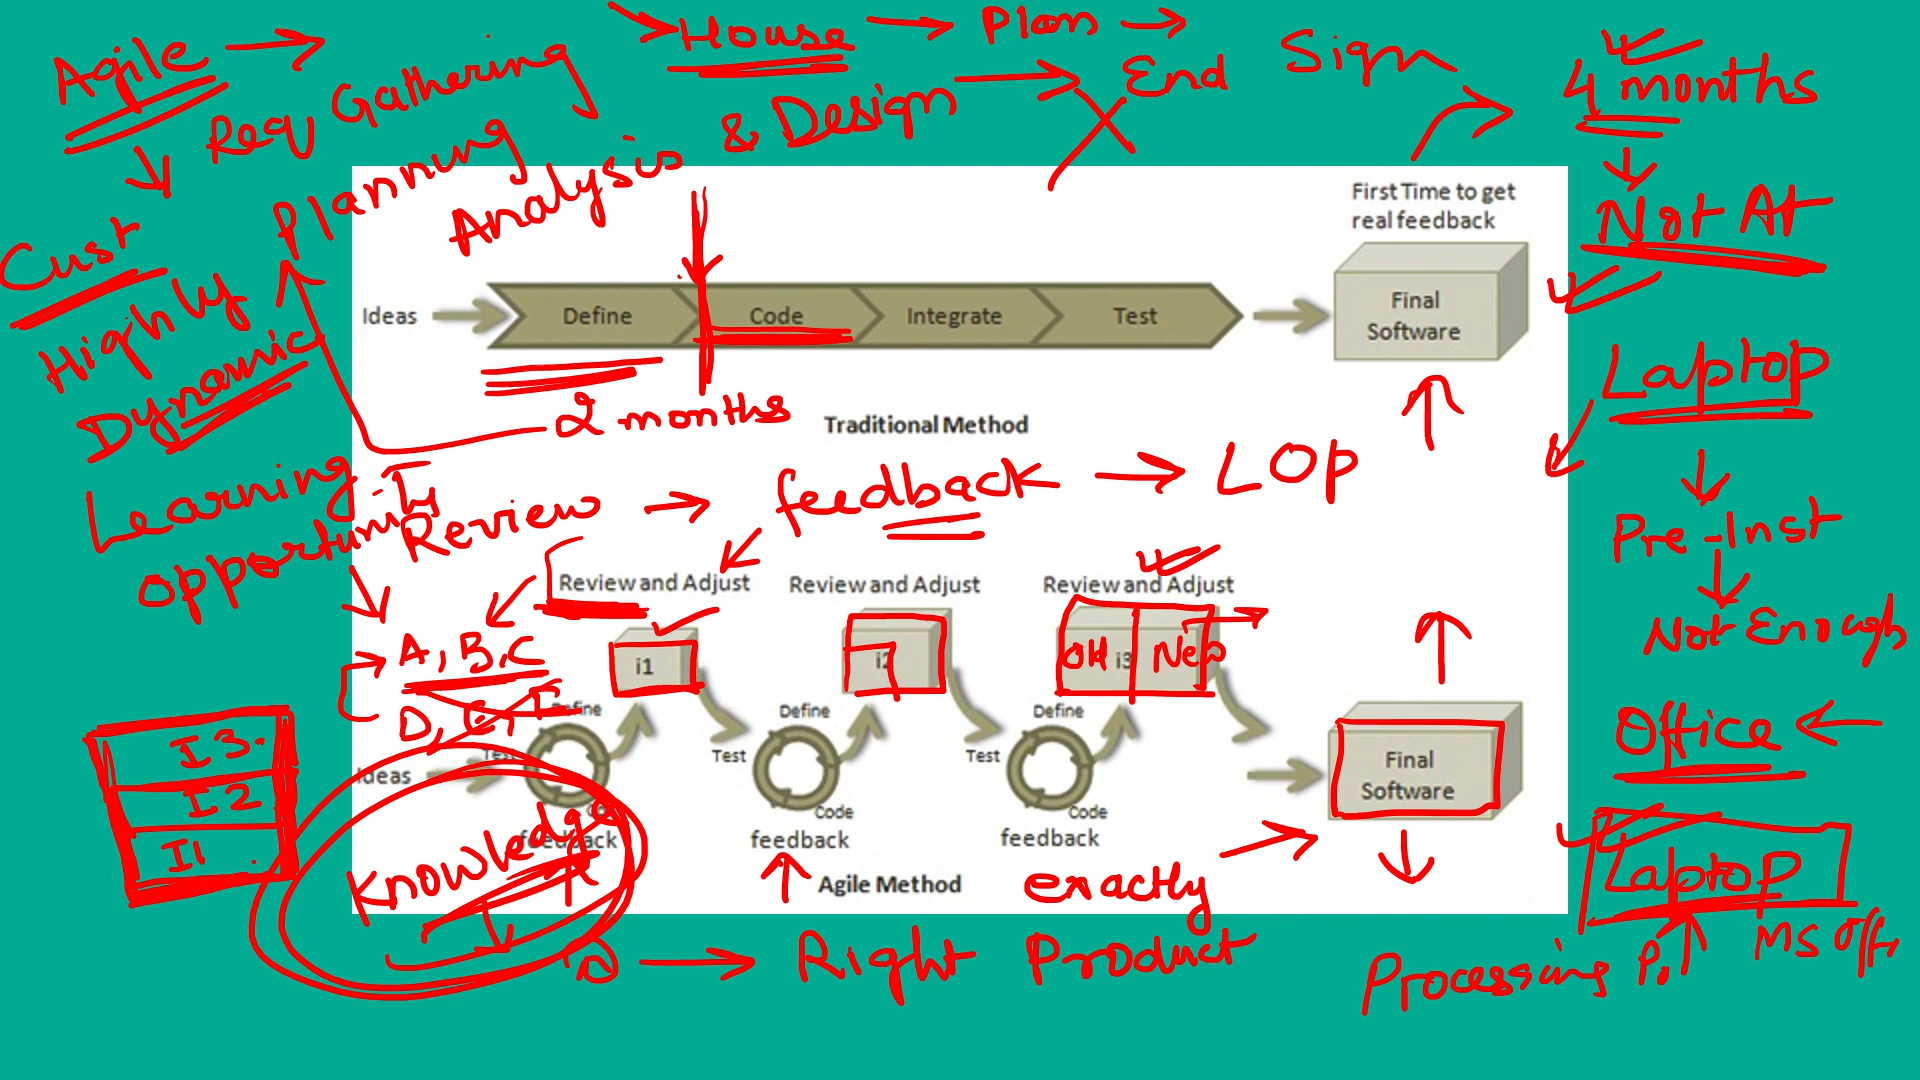 Agile
House
Plan
End
Sign
4 months
Req Gathering
Planning
Analysis & Design
Cust
Highly
Dynamic
Learning
opportunity
First Time to get
real feedback
Ideas
Define
Code
Integrate
Test
Final
Software
2 months
Traditional Method
Not At
Laptop
Pre-Inst
Not Enough
Office
Laptop
MS Off
Processing P.
Review
feedback
LOP
Review and Adjust
Review and Adjust
Review and Adjust
A, B, C
D, E, F
i1
i2
i3
OH
New
Define
Define
Define
Test
Test
Test
Ideas
Code
Code
feedback
feedback
feedback
Final
Software
Agile Method
I3.
I2
I1
Knowledge
exactly
Right Product